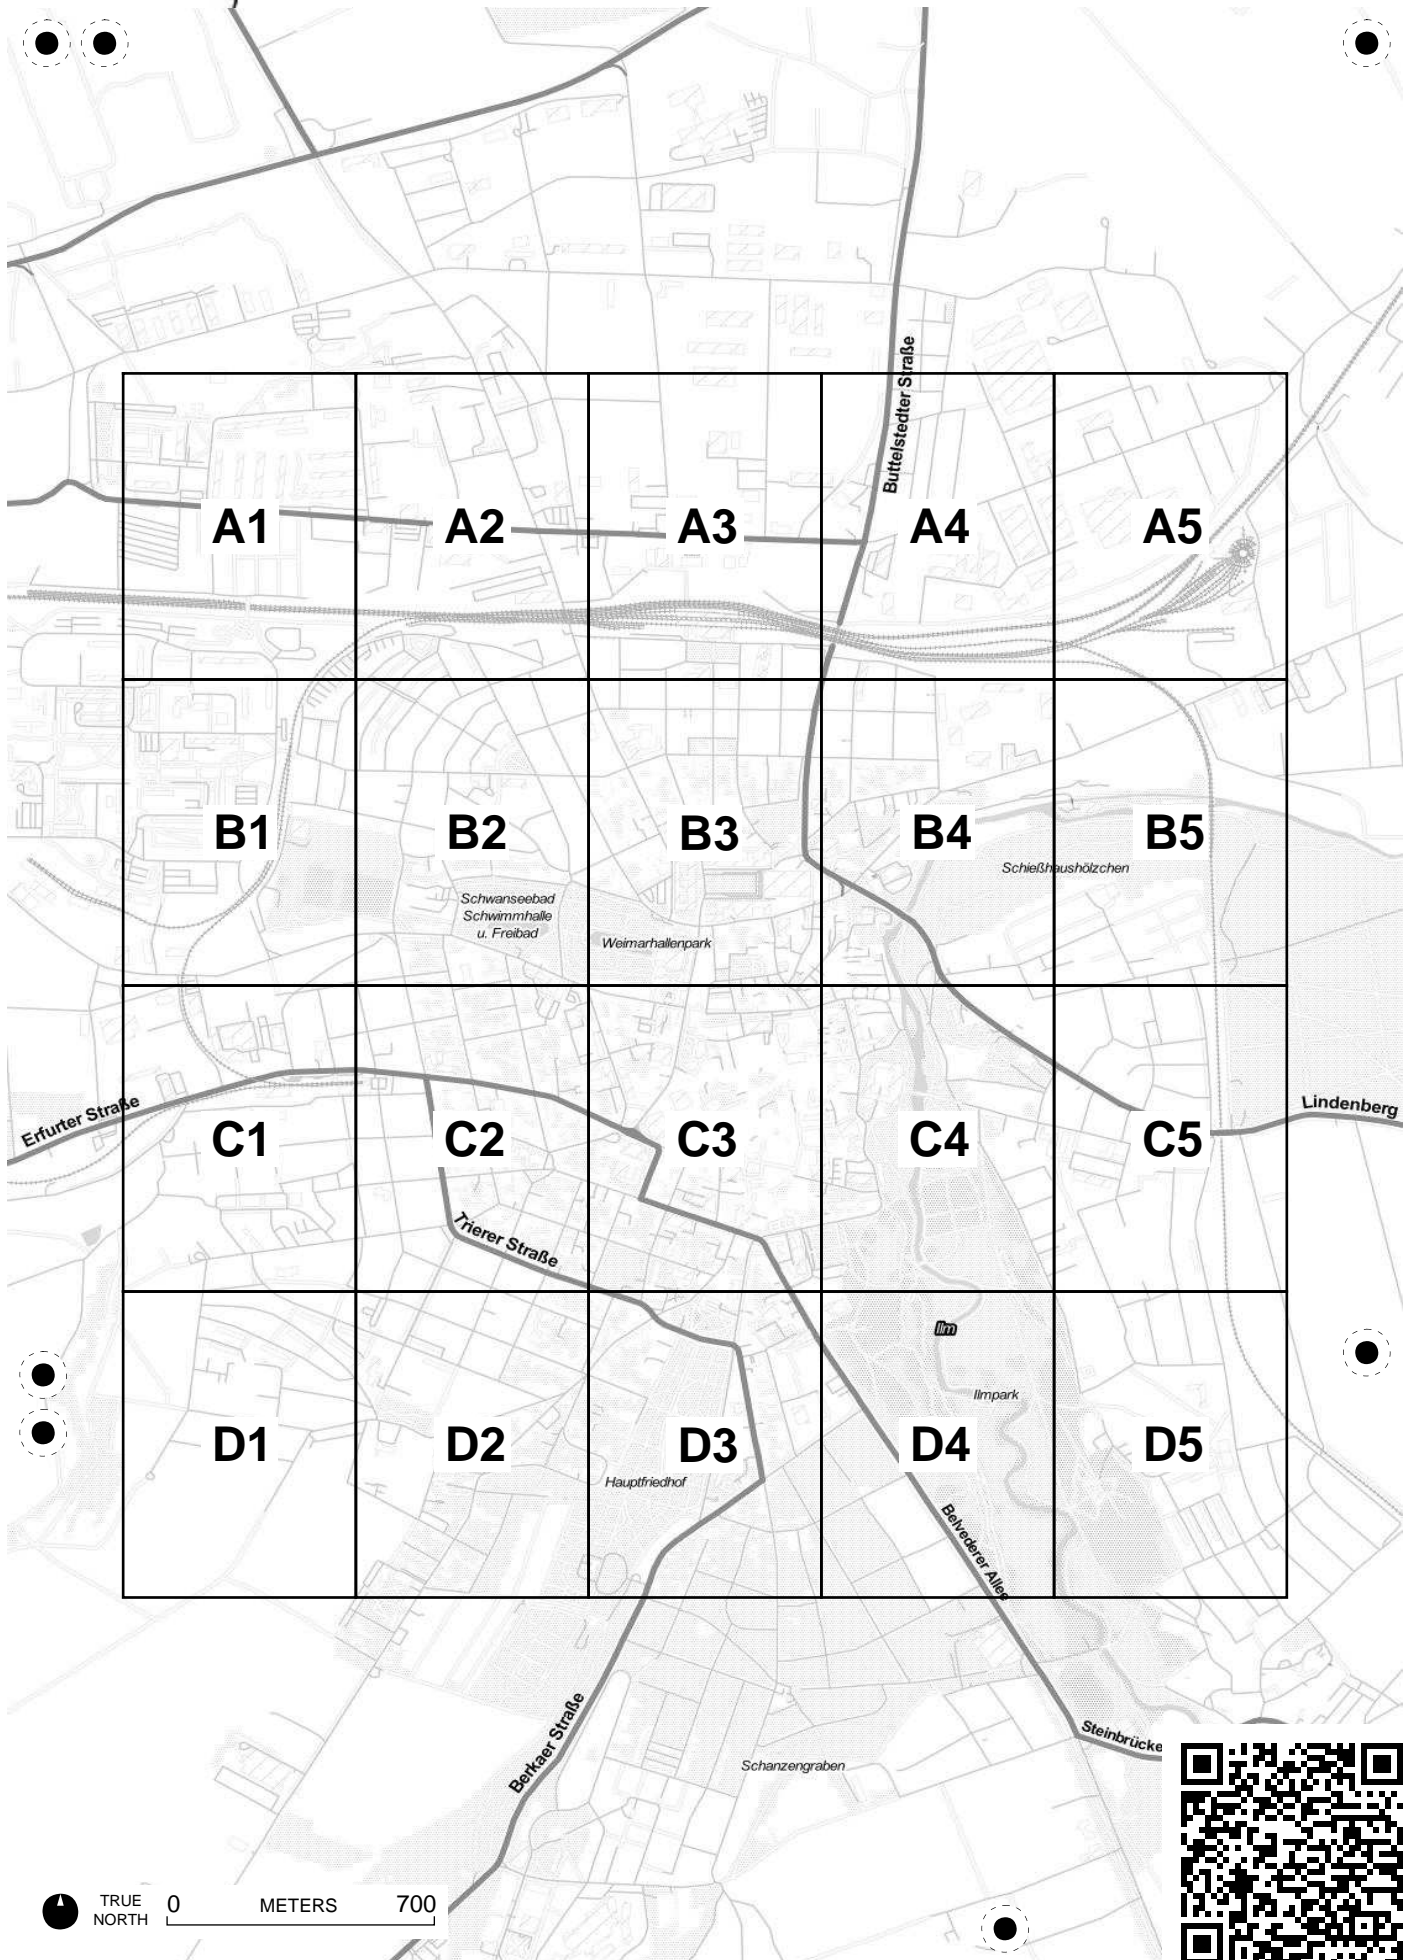 Buttelstedter Straße
A1 A2 A3 A4 A5
B1 B2 B3 B4 B5
Schießhaushölzchen
Schwanseebad
Schwimmhalle
u. Freibad
Weimarhallenpark
Erfurter Straße
Lindenberg
C1 C2 C3 C4 C5
Trierer Straße
Ilm
Ilmpark
D1 D2 D3 D4 D5
Hauptfriedhof
Belvederer Allee
Berkaer Straße
Steinbrücke
Schanzengraben
TRUE
NORTH
0 METERS 700